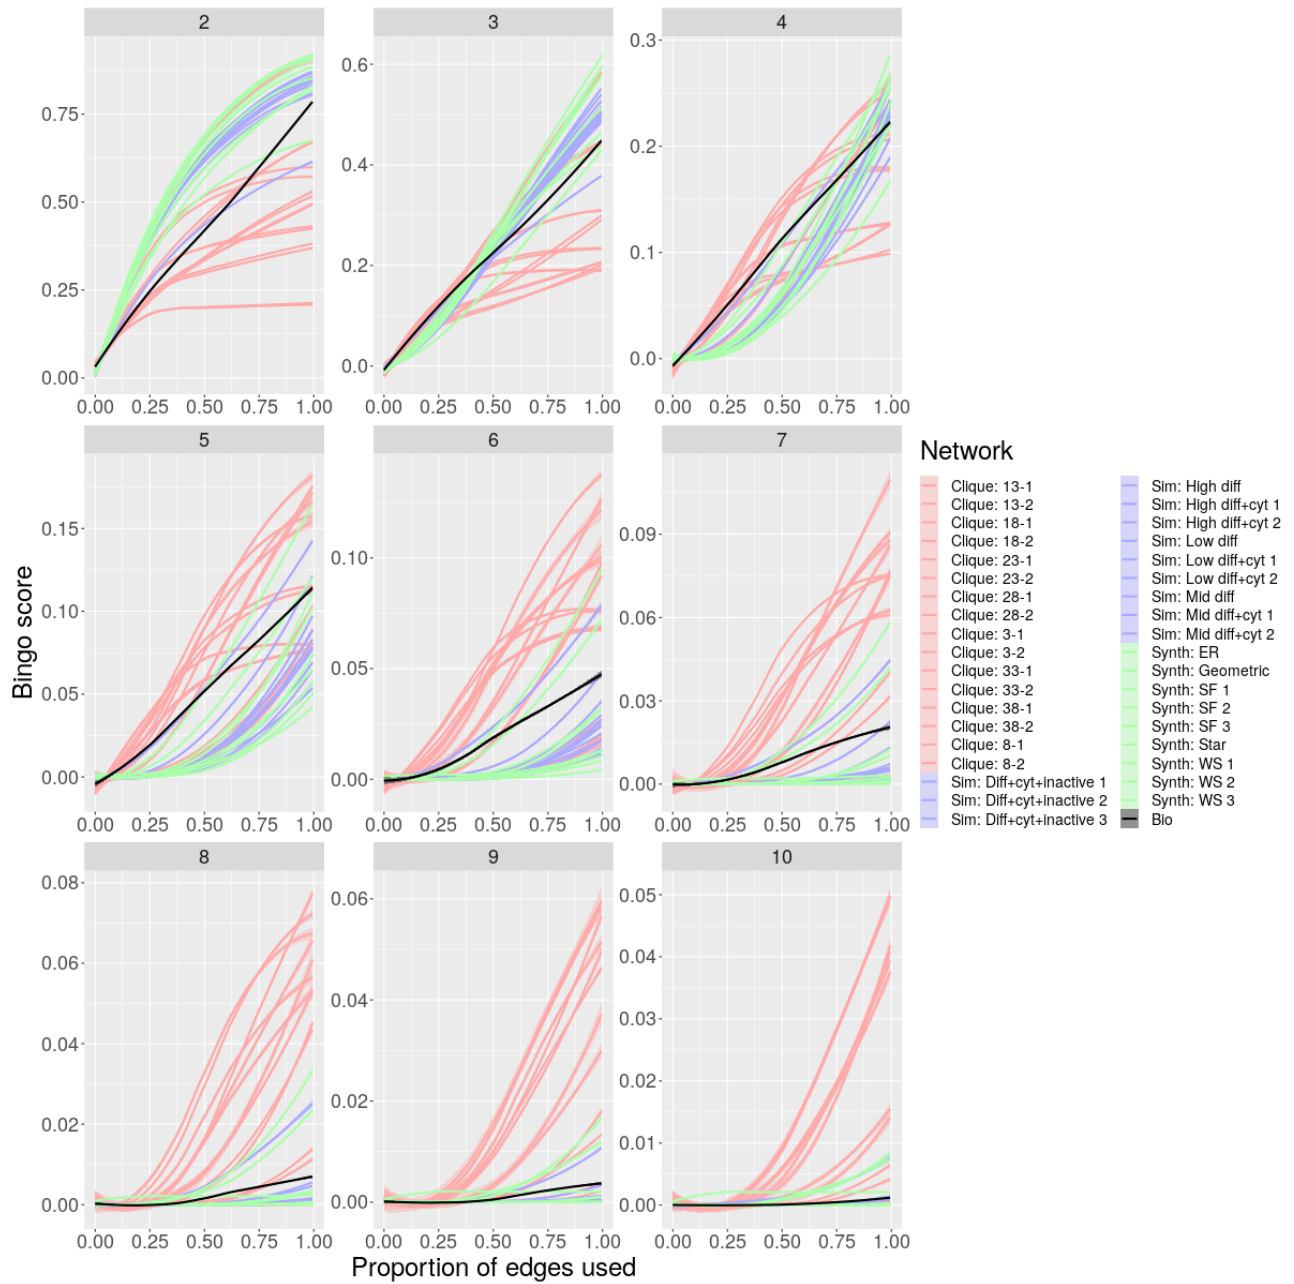 2
3
4
0.75
0.50
0.25
0.00
0.6
0.4
0.2
0.0
0.3
0.2
0.1
0.0
0.00 0.25 0.50 0.75 1.00
0.00 0.25 0.50 0.75 1.00
0.00 0.25 0.50 0.75 1.00
5
6
7
0.15
0.10
0.05
0.00
0.10
0.05
0.00
0.09
0.06
0.03
0.00
0.00 0.25 0.50 0.75 1.00
0.00 0.25 0.50 0.75 1.00
0.00 0.25 0.50 0.75 1.00
8
9
10
0.08
0.06
0.04
0.02
0.00
0.06
0.04
0.02
0.00
0.05
0.04
0.03
0.02
0.01
0.00
0.00 0.25 0.50 0.75 1.00
0.00 0.25 0.50 0.75 1.00
0.00 0.25 0.50 0.75 1.00
Bingo score
Proportion of edges used
Network
Clique: 13-1
Clique: 13-2
Clique: 18-1
Clique: 18-2
Clique: 23-1
Clique: 23-2
Clique: 28-1
Clique: 28-2
Clique: 3-1
Clique: 3-2
Clique: 33-1
Clique: 33-2
Clique: 38-1
Clique: 38-2
Clique: 8-1
Clique: 8-2
Sim: Diff+cyt+inactive 1
Sim: Diff+cyt+inactive 2
Sim: Diff+cyt+inactive 3
Sim: High diff
Sim: High diff+cyt 1
Sim: High diff+cyt 2
Sim: Low diff
Sim: Low diff+cyt 1
Sim: Low diff+cyt 2
Sim: Mid diff
Sim: Mid diff+cyt 1
Sim: Mid diff+cyt 2
Synth: ER
Synth: Geometric
Synth: SF 1
Synth: SF 2
Synth: SF 3
Synth: Star
Synth: WS 1
Synth: WS 2
Synth: WS 3
Bio